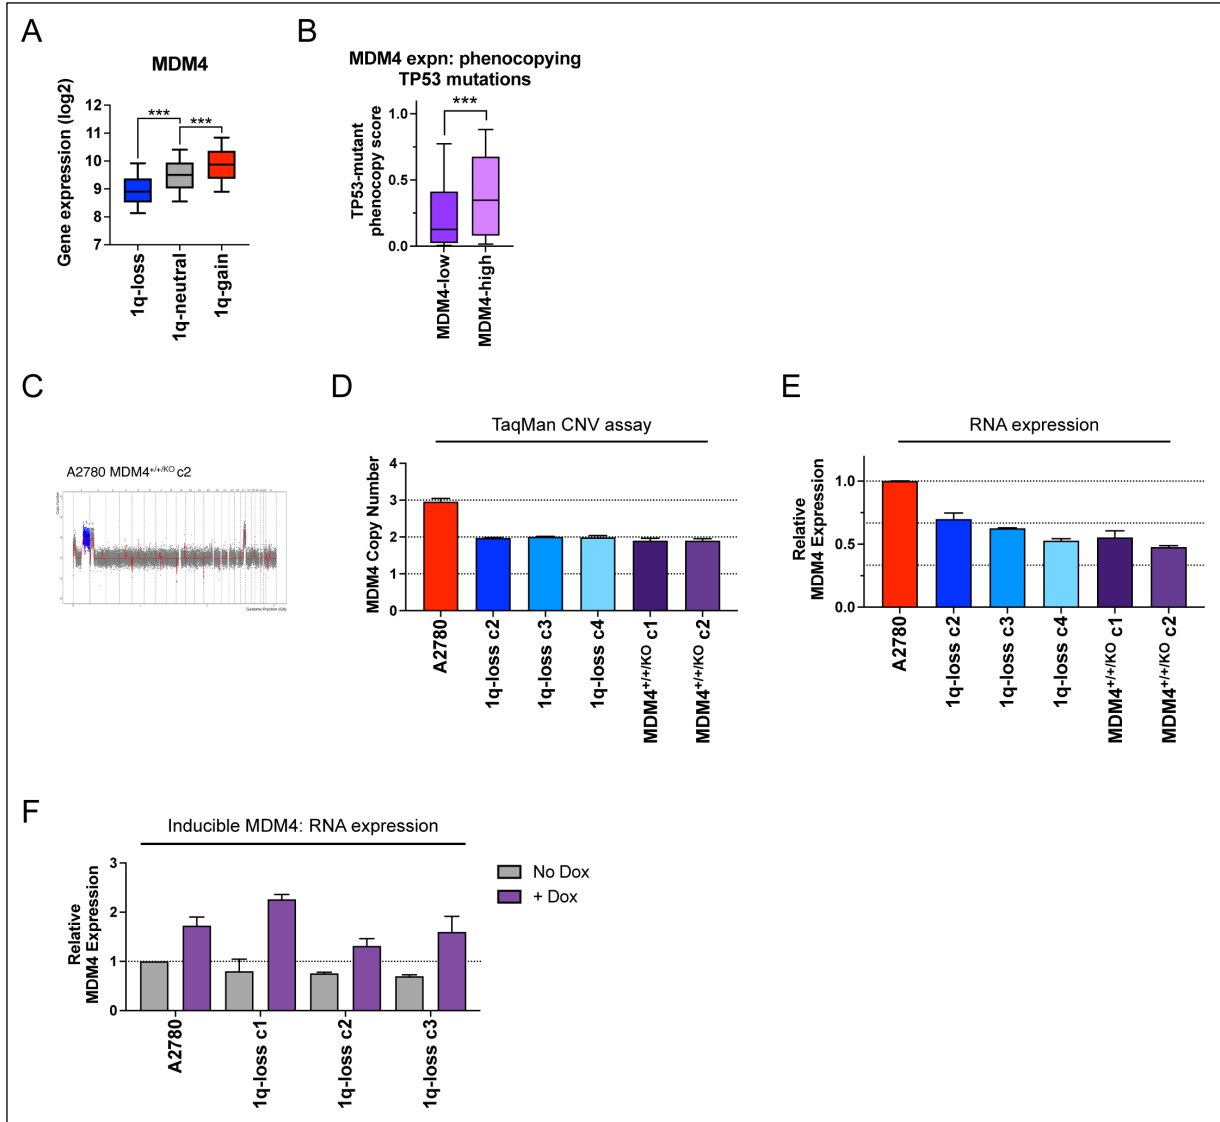 A
MDM4
Gene expression (log2)
12
11
10
9
8
7
***
***
1q-loss
1q-neutral
1q-gain
B
MDM4 expn: phenocopying
TP53 mutations
TP53-mutant
phenocopy score
1.0
0.5
0.0
***
MDM4-low
MDM4-high
C
A2780 MDM4+/+/KO c2
Copy Number
Genome Position (Gb)
D
TaqMan CNV assay
MDM4 Copy Number
4
3
2
1
0
A2780
1q-loss c2
1q-loss c3
1q-loss c4
MDM4+/+/KO c1
MDM4+/+/KO c2
E
RNA expression
Relative
MDM4 Expression
1.0
0.5
0.0
A2780
1q-loss c2
1q-loss c3
1q-loss c4
MDM4+/+/KO c1
MDM4+/+/KO c2
F
Inducible MDM4: RNA expression
Relative
MDM4 Expression
3
2
1
0
A2780
1q-loss c1
1q-loss c2
1q-loss c3
No Dox
+ Dox